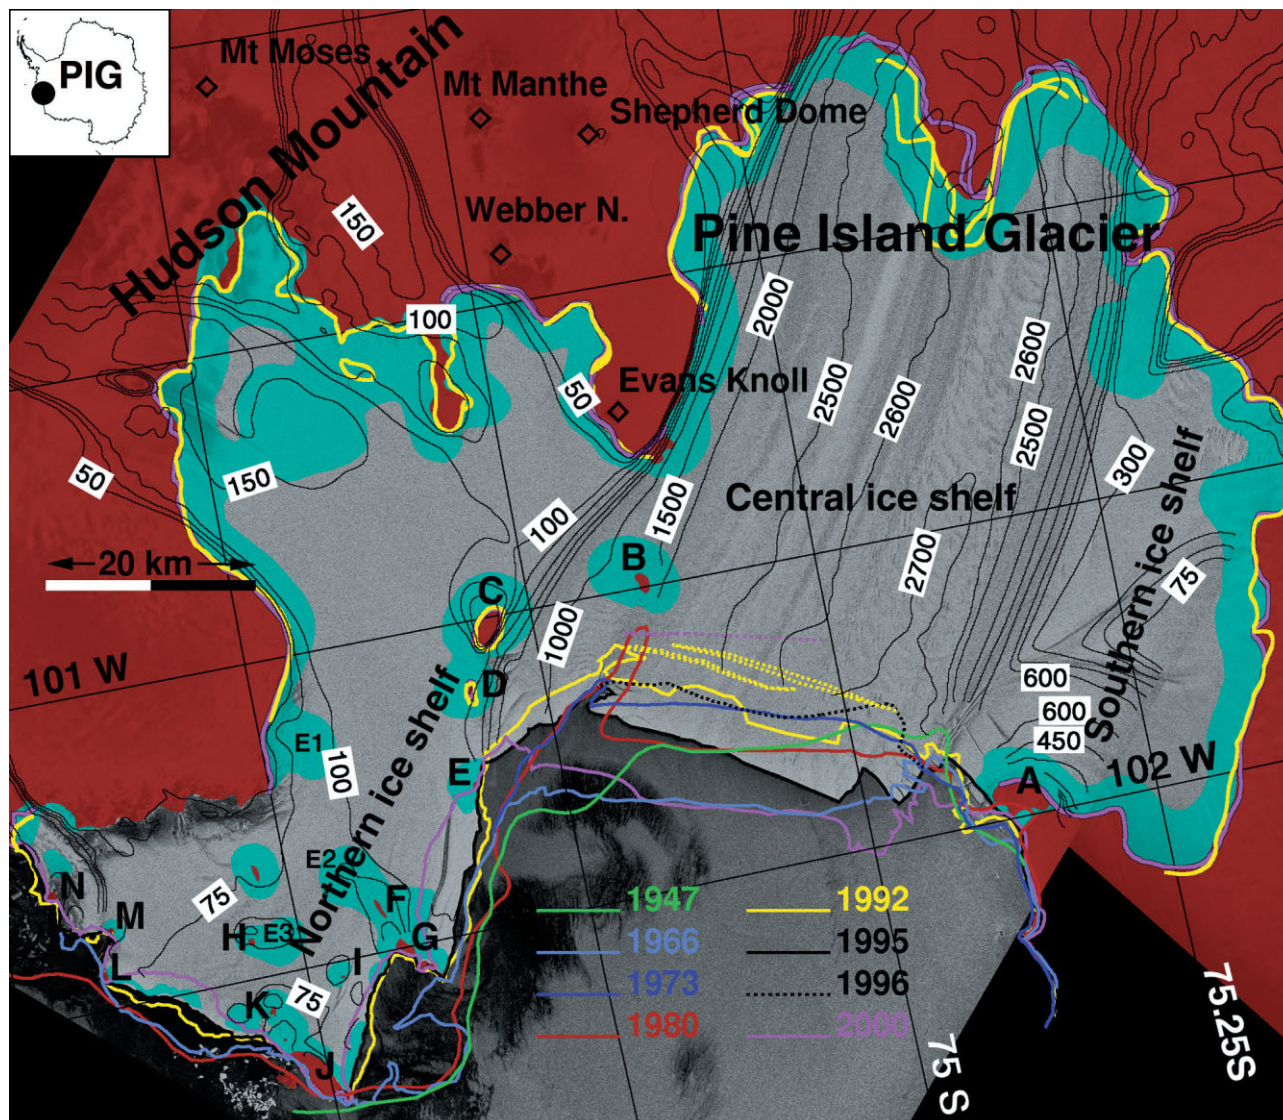 PIG
Mt Moses
Hudson Mountain
Mt Manthe
Shepherd Dome
150
Webber N.
Pine Island Glacier
100
2000
2600
50
Evans Knoll
2500
2600
2500
50
150
300
100
1500
Central ice shelf
Southern ice shelf
20 km
B
2700
75
C
1000
101 W
D
600
600
450
E1
100
Northern ice shelf
E
102 W
A
E2
N
75
F
1947
1992
M
H
E3
G
1966
1995
L
I
1973
1996
K
75
1980
2000
J
75 S
75.25S